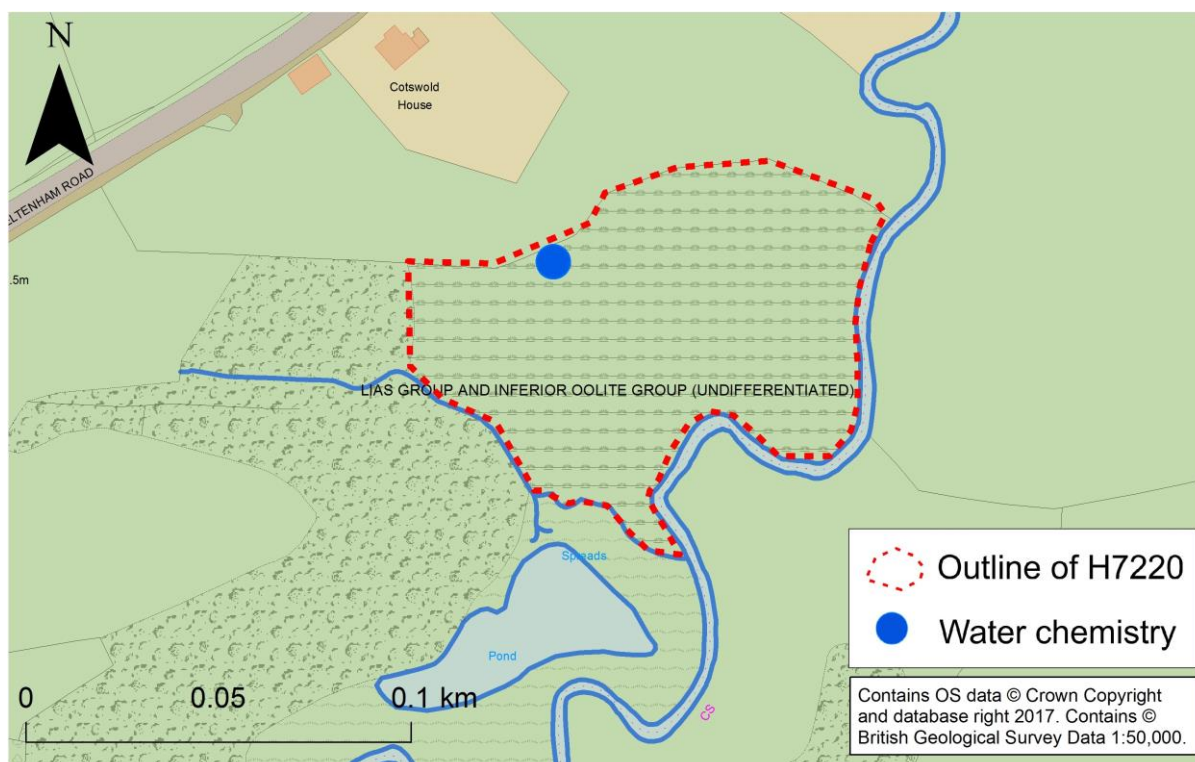 N
Cotswold
House
ELTENHAM ROAD
.5m
LIAS GROUP AND INFERIOR OOLITE GROUP (UNDIFFERENTIATED)
Spreads
Pond
CS
0 0.05 0.1 km
Outline of H7220
Water chemistry
Contains OS data © Crown Copyright
and database right 2017. Contains ©
British Geological Survey Data 1:50,000.